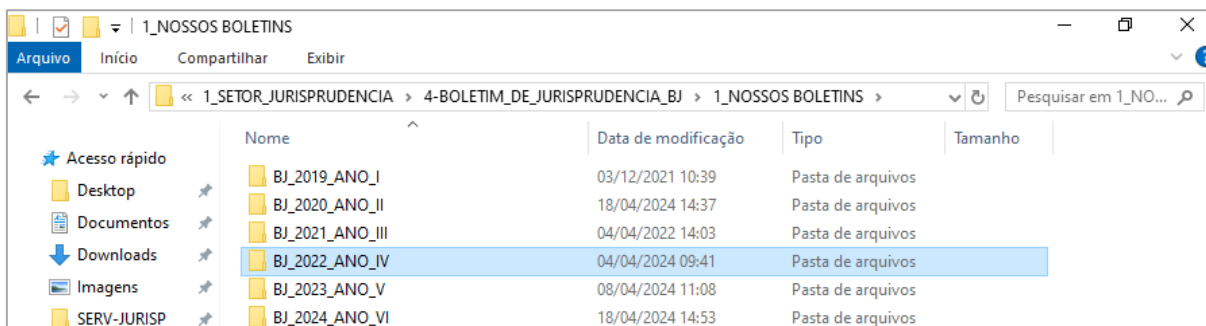 1_NOSSOS BOLETINS
Arquivo Início Compartilhar Exibir
« 1_SETOR_JURISPRUDENCIA > 4-BOLETIM_DE_JURISPRUDENCIA_BJ > 1_NOSSOS BOLETINS > Pesquisar em 1_NO...
Nome Data de modificação Tipo Tamanho
Acesso rápido
Desktop BJ_2019_ANO_I 03/12/2021 10:39 Pasta de arquivos
BJ_2020_ANO_II 18/04/2024 14:37 Pasta de arquivos
Documentos BJ_2021_ANO_III 04/04/2022 14:03 Pasta de arquivos
Downloads BJ_2022_ANO_IV 04/04/2024 09:41 Pasta de arquivos
Imagens BJ_2023_ANO_V 08/04/2024 11:08 Pasta de arquivos
SERV-JURISP BJ_2024_ANO_VI 18/04/2024 14:53 Pasta de arquivos